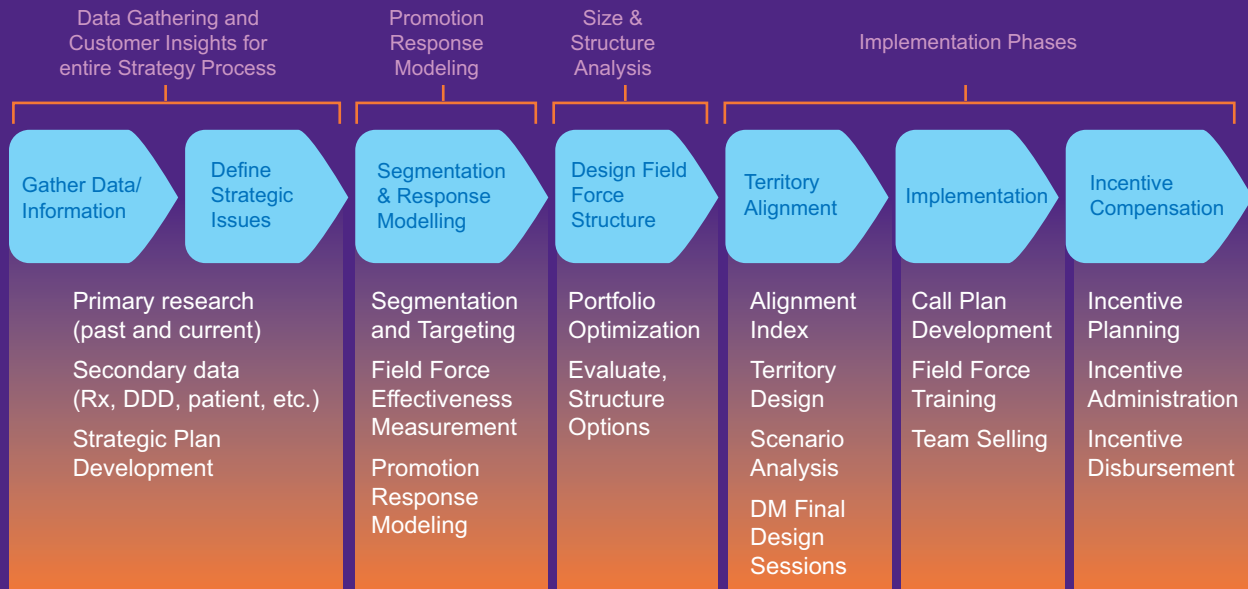 Data Gathering and
Customer Insights for
entire Strategy Process
Promotion
Response
Modeling
Size &
Structure
Analysis
Implementation Phases
Gather Data/
Information
Define
Strategic
Issues
Segmentation
& Response
Modelling
Design Field
Force
Structure
Territory
Alignment
Implementation
Incentive
Compensation
Primary research
(past and current)
Secondary data
(Rx, DDD, patient, etc.)
Strategic Plan
Development
Segmentation
and Targeting
Field Force
Effectiveness
Measurement
Promotion
Response
Modeling
Portfolio
Optimization
Evaluate,
Structure
Options
Alignment
Index
Territory
Design
Scenario
Analysis
DM Final
Design
Sessions
Call Plan
Development
Field Force
Training
Team Selling
Incentive
Planning
Incentive
Administration
Incentive
Disbursement